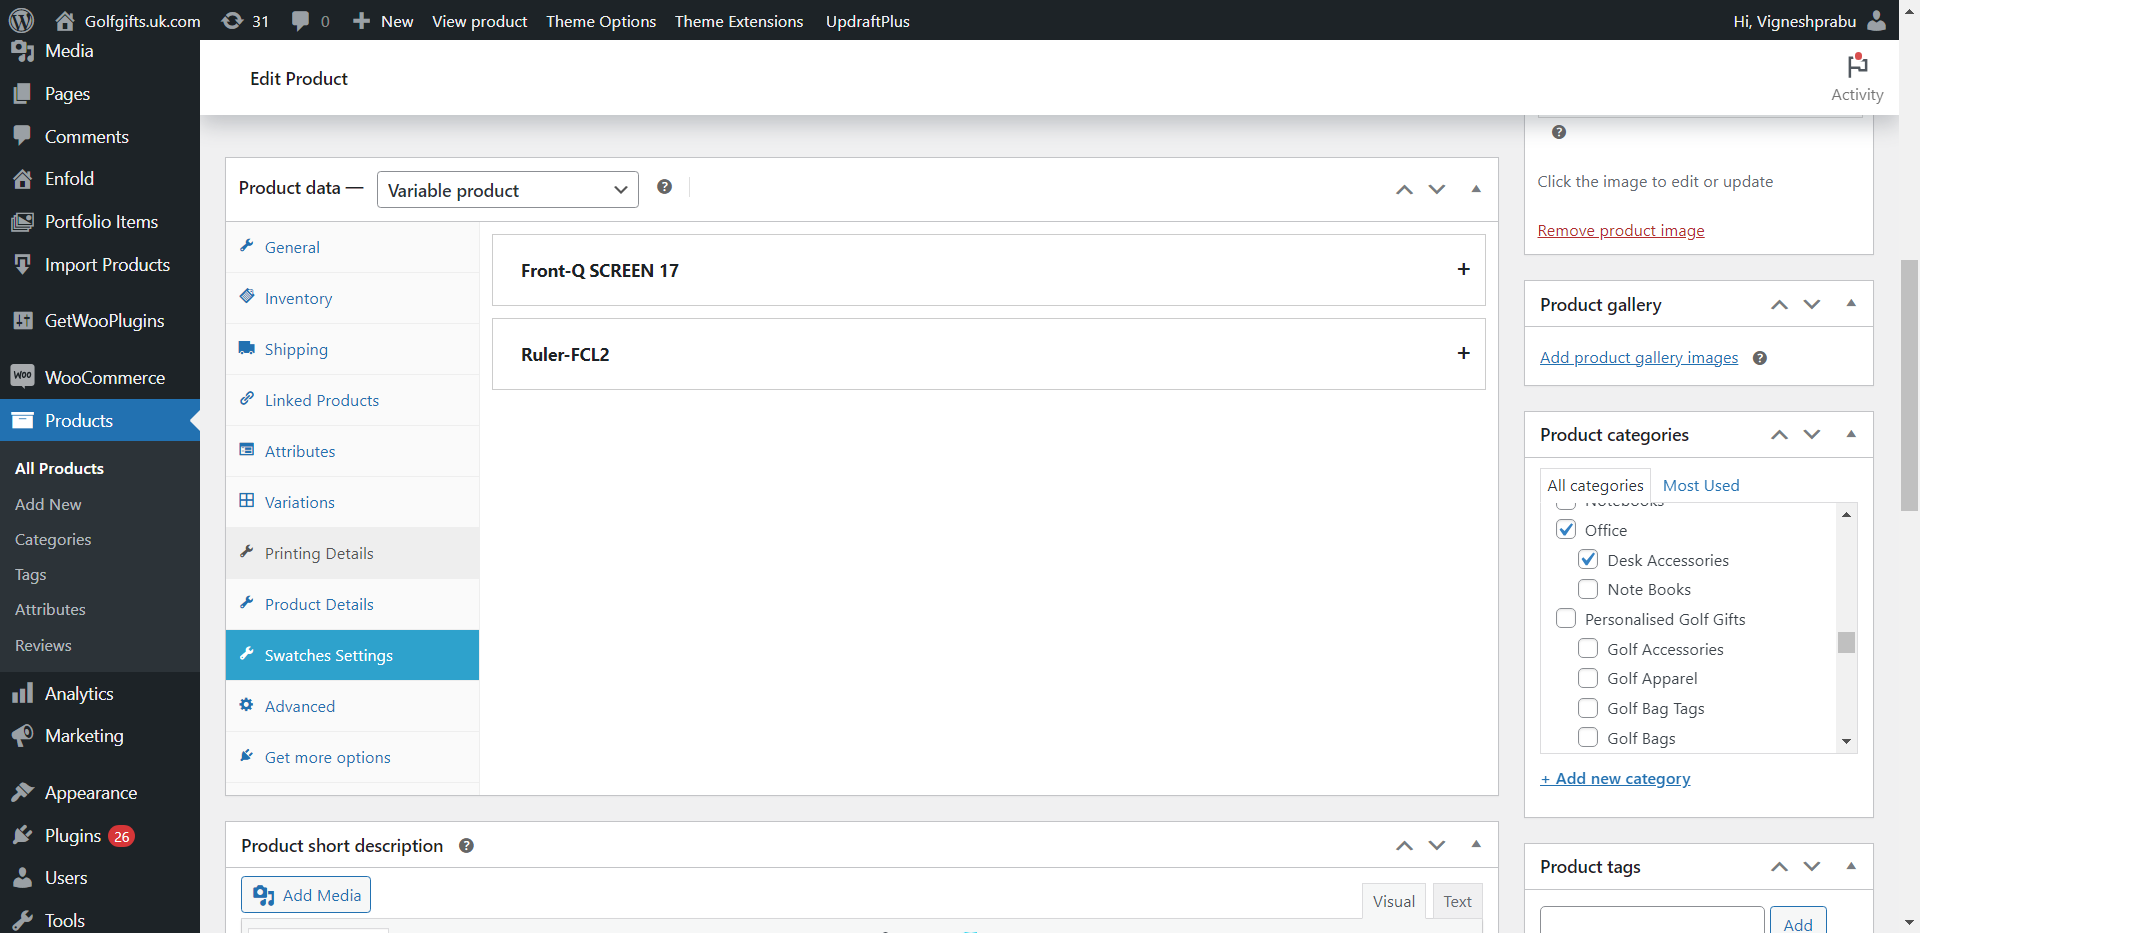 Golfgifts.uk.com 31 0 New View product Theme Options Theme Extensions UpdraftPlus Hi, Vigneshprabu
Media
Pages
Comments
Enfold
Portfolio Items
Import Products
GetWooPlugins
WooCommerce
Products
All Products
Add New
Categories
Tags
Attributes
Reviews
Analytics
Marketing
Appearance
Plugins 26
Users
Tools
Edit Product
Activity
Product data — Variable product
General
Inventory
Shipping
Linked Products
Attributes
Variations
Printing Details
Product Details
Swatches Settings
Advanced
Get more options
Front-Q SCREEN 17 +
Ruler-FCL2 +
Product short description
Add Media
Visual Text
Click the image to edit or update
Remove product image
Product gallery
Add product gallery images
Product categories
All categories Most Used
Notebooks
Office
Desk Accessories
Note Books
Personalised Golf Gifts
Golf Accessories
Golf Apparel
Golf Bag Tags
Golf Bags
+ Add new category
Product tags
Add